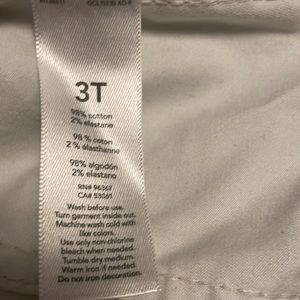 3T
98% cotton
2% elastane
98% coton
2% élasthanne
98% algodón
2% elastano
RN# 96367
CA# 53065
Wash before use.
Turn garment inside out.
Machine wash cold with
like colors.
Use only non-chlorine
bleach when needed.
Tumble dry medium.
Warm iron if needed.
Do not iron decoration.